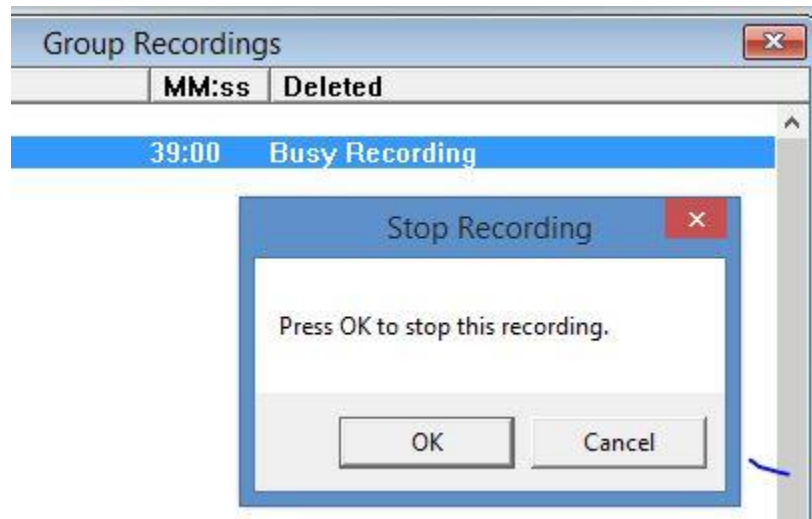 Group Recordings
MM:ss Deleted
39:00 Busy Recording
Stop Recording
Press OK to stop this recording.
OK Cancel